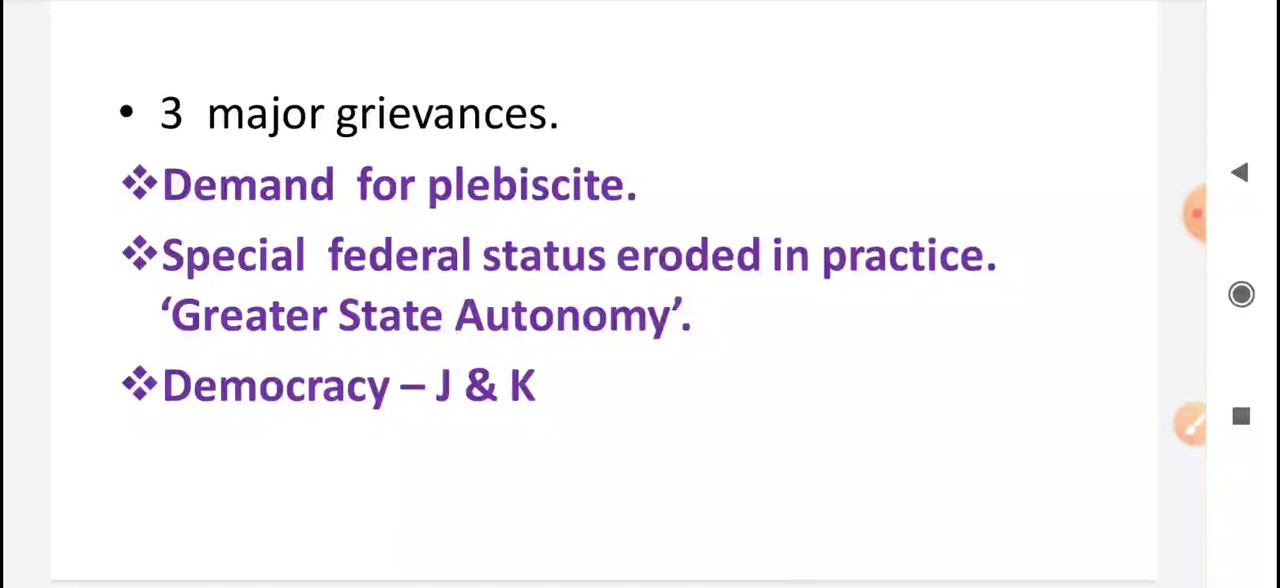 • 3 major grievances.
❖Demand for plebiscite.
❖Special federal status eroded in practice.
‘Greater State Autonomy’.
❖Democracy – J & K